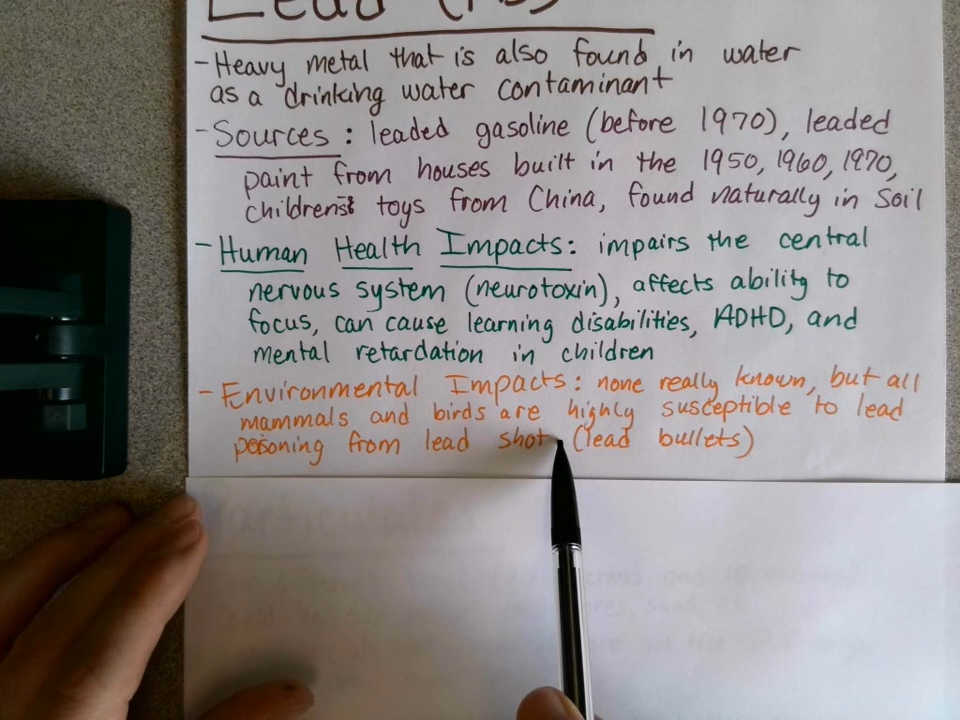 Lead (Pb)
- Heavy metal that is also found in water
as a drinking water contaminant
- Sources: leaded gasoline (before 1970), leaded
paint from houses built in the 1950, 1960, 1970,
children's toys from China, found naturally in Soil
- Human Health Impacts: impairs the central
nervous system (neurotoxin), affects ability to
focus, can cause learning disabilities, ADHD, and
mental retardation in children
- Environmental Impacts: none really known, but all
mammals and birds are highly susceptible to lead
poisoning from lead shot (lead bullets)